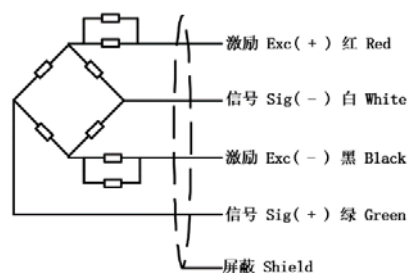 激励 Exc( + ) 红 Red
信号 Sig( - ) 白 White
激励 Exc( - ) 黑 Black
信号 Sig( + ) 绿 Green
屏蔽 Shield